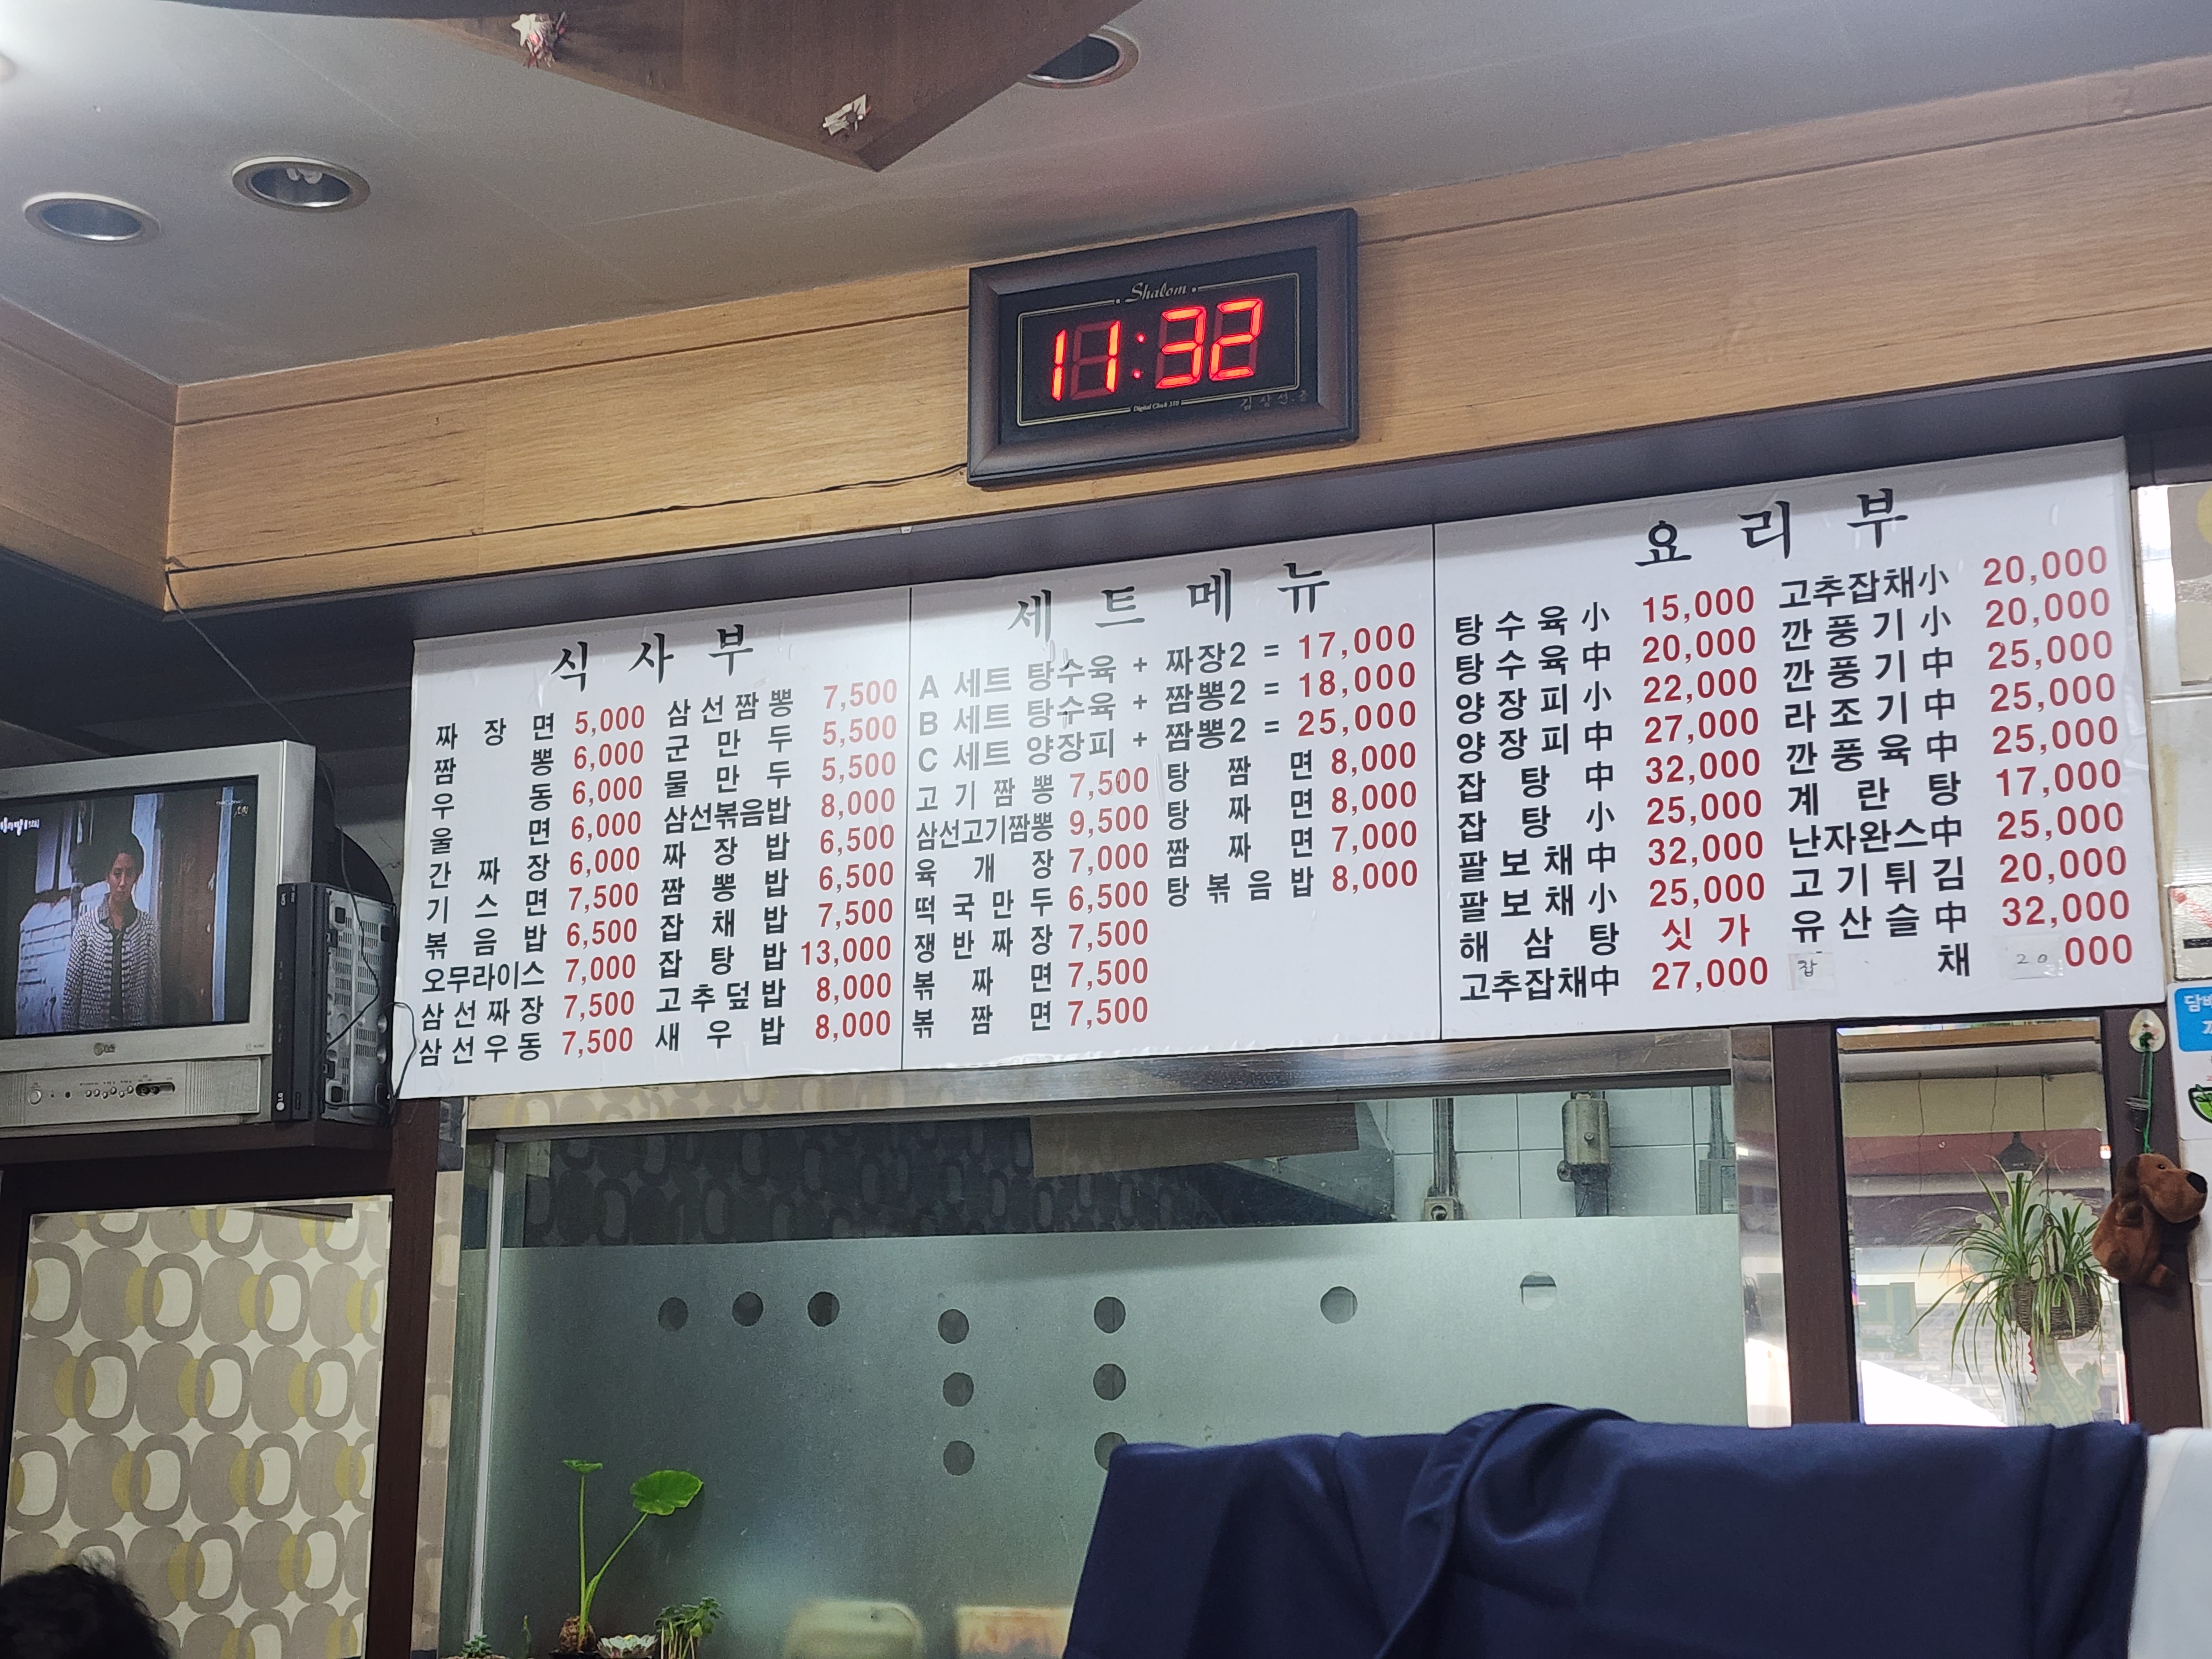 Shalom
11:32
Digital Clock
식사부
짜장면 5,000
짬뽕 6,000
우동 6,000
울면 6,000
간짜장 6,000
기스면 7,500
볶음밥 6,500
오무라이스 7,000
삼선짜장 7,500
삼선우동 7,500
삼선짬뽕 7,500
군만두 5,500
물만두 5,500
삼선볶음밥 8,000
짜장밥 6,500
짬뽕밥 6,500
잡채밥 7,500
잡탕밥 13,000
고추덮밥 8,000
새우밥 8,000
세트메뉴
A 세트 탕수육 + 짜장2 = 17,000
B 세트 탕수육 + 짬뽕2 = 18,000
C 세트 양장피 + 짬뽕2 = 25,000
고기짬뽕 7,500
삼선고기짬뽕 9,500
육개장 7,000
떡국만두 6,500
쟁반짜장 7,500
볶짜면 7,500
볶짬면 7,500
탕짬면 8,000
탕짜면 8,000
짬짜면 7,000
탕볶음밥 8,000
요리부
탕수육小 15,000
탕수육中 20,000
양장피小 22,000
양장피中 27,000
잡탕中 32,000
잡탕小 25,000
팔보채中 32,000
팔보채小 25,000
해삼탕 싯가
고추잡채中 27,000
고추잡채小 20,000
깐풍기小 20,000
깐풍기中 25,000
라조기中 25,000
깐풍육中 25,000
계란탕 17,000
난자완스中 25,000
고기튀김 20,000
유산슬中 32,000
잡채 20,000